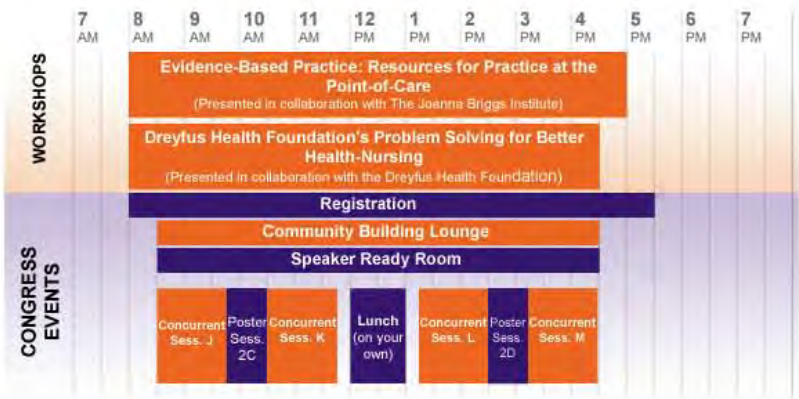 7 8 9 10 11 12 1 2 3 4 5 6 7
AM AM AM AM AM PM PM PM PM PM PM PM PM
WORKSHOPS
Evidence-Based Practice: Resources for Practice at the
Point-of-Care
(Presented in collaboration with The Joanna Briggs Institute)
Dreyfus Health Foundation's Problem Solving for Better
Health-Nursing
(Presented in collaboration with the Dreyfus Health Foundation)
CONGRESS
EVENTS
Registration
Community Building Lounge
Speaker Ready Room
Concurrent
Sess. J
Poster
Sess.
2C
Concurrent
Sess. K
Lunch
(on your
own)
Concurrent
Sess. L
Poster
Sess.
2D
Concurrent
Sess. M